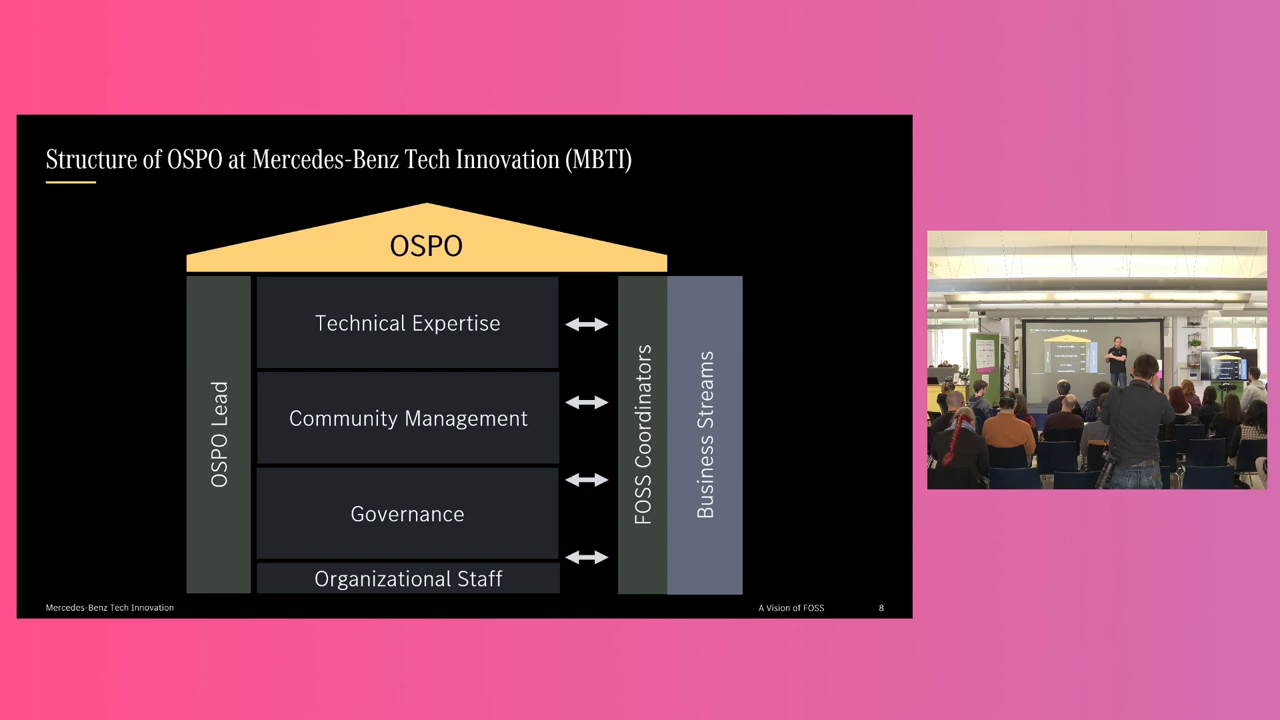 Structure of OSPO at Mercedes-Benz Tech Innovation (MBTI)
OSPO
OSPO Lead
Technical Expertise
Community Management
Governance
Organizational Staff
FOSS Coordinators
Business Streams
Mercedes-Benz Tech Innovation
A Vision of FOSS
8